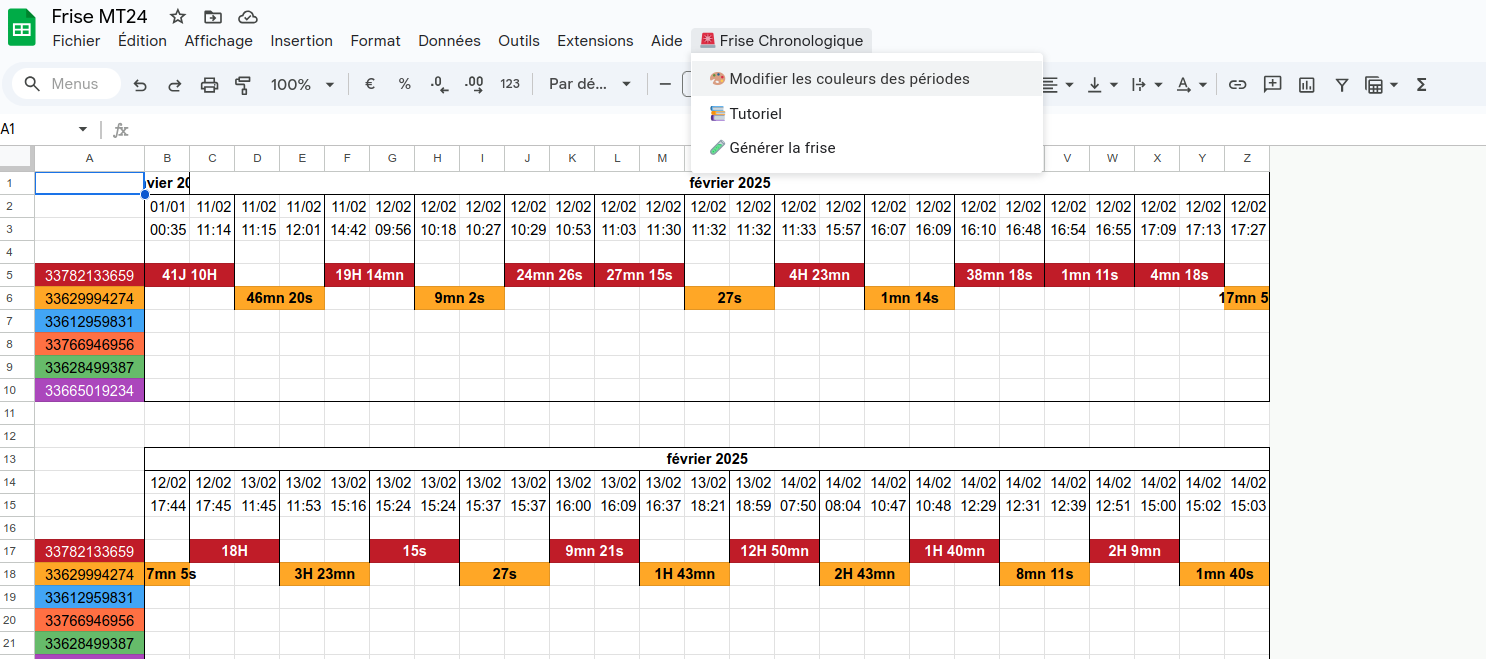 Frise MT24
Fichier Édition Affichage Insertion Format Données Outils Extensions Aide Frise Chronologique
Menus 100% € % .0 .00 123 Par dé...
Modifier les couleurs des périodes
Tutoriel
Générer la frise
A1 fx
A B C D E F G H I J K L M V W X Y Z
1 vier 20 février 2025
2 01/01 11/02 11/02 11/02 11/02 12/02 12/02 12/02 12/02 12/02 12/02 12/02 12/02 12/02 12/02 12/02 12/02 12/02 12/02 12/02 12/02 12/02 12/02 12/02 12/02
3 00:35 11:14 11:15 12:01 14:42 09:56 10:18 10:27 10:29 10:53 11:03 11:30 11:32 11:32 11:33 15:57 16:07 16:09 16:10 16:48 16:54 16:55 17:09 17:13 17:27
4
5 33782133659 41J 10H 19H 14mn 24mn 26s 27mn 15s 4H 23mn 38mn 18s 1mn 11s 4mn 18s
6 33629994274 46mn 20s 9mn 2s 27s 1mn 14s 17mn 5
7 33612959831
8 33766946956
9 33628499387
10 33665019234
11
12
13 février 2025
14 12/02 12/02 13/02 13/02 13/02 13/02 13/02 13/02 13/02 13/02 13/02 13/02 13/02 13/02 14/02 14/02 14/02 14/02 14/02 14/02 14/02 14/02 14/02 14/02 14/02
15 17:44 17:45 11:45 11:53 15:16 15:24 15:24 15:37 15:37 16:00 16:09 16:37 18:21 18:59 07:50 08:04 10:47 10:48 12:29 12:31 12:39 12:51 15:00 15:02 15:03
16
17 33782133659 18H 15s 9mn 21s 12H 50mn 1H 40mn 2H 9mn
18 33629994274 7mn 5s 3H 23mn 27s 1H 43mn 2H 43mn 8mn 11s 1mn 40s
19 33612959831
20 33766946956
21 33628499387